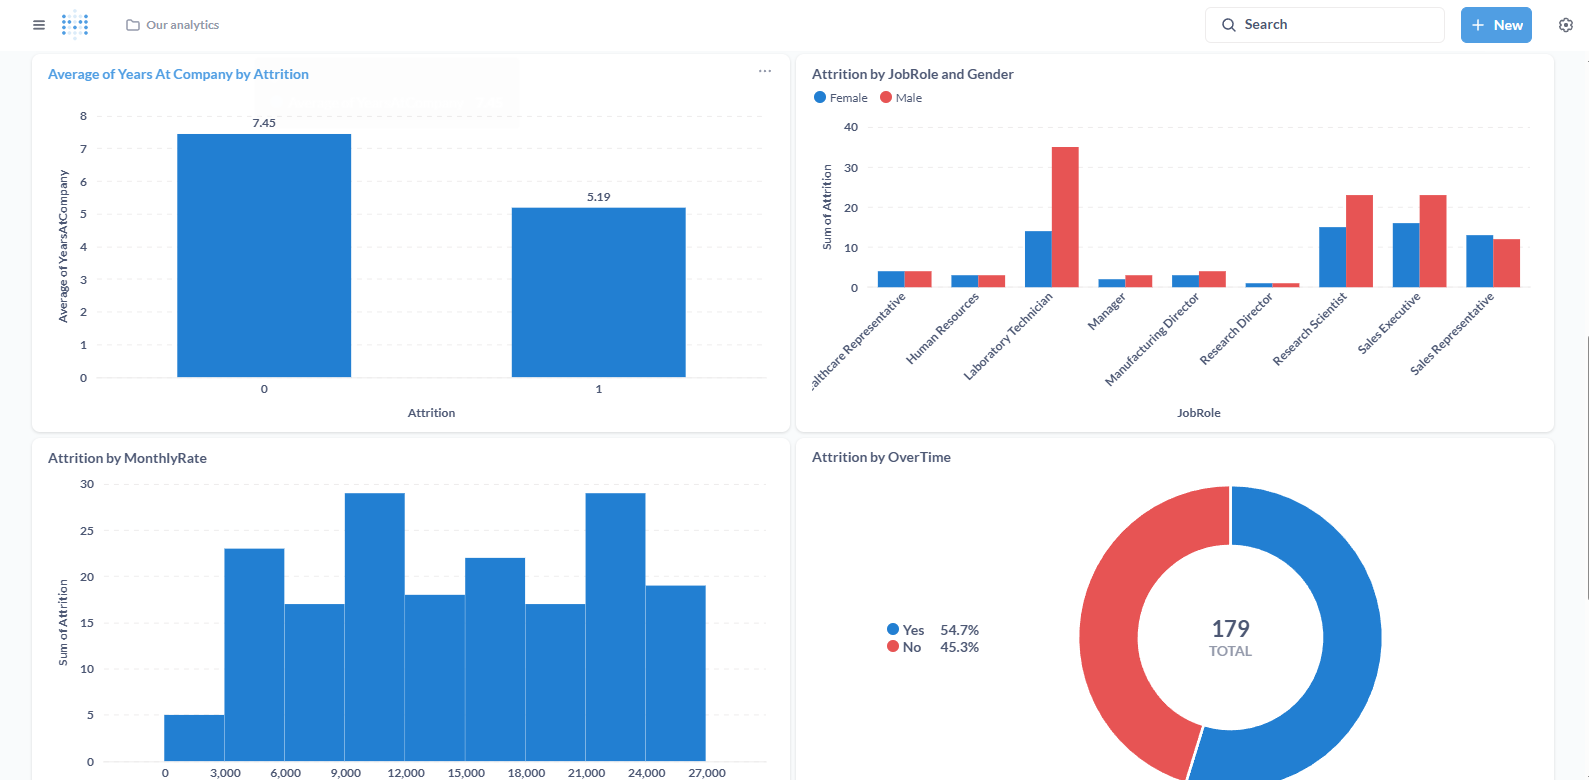 Our analytics
Search
New
Average of Years At Company by Attrition
8
7
6
5
4
3
2
1
0
Average of YearsAtCompany
7.45
5.19
0
1
Attrition
Attrition by JobRole and Gender
Female
Male
40
30
20
10
0
Sum of Attrition
...althcare Representative
Human Resources
Laboratory Technician
Manager
Manufacturing Director
Research Director
Research Scientist
Sales Executive
Sales Representative
JobRole
Attrition by MonthlyRate
30
25
20
15
10
5
0
Sum of Attrition
0
3,000
6,000
9,000
12,000
15,000
18,000
21,000
24,000
27,000
Attrition by OverTime
Yes 54.7%
No 45.3%
179
TOTAL